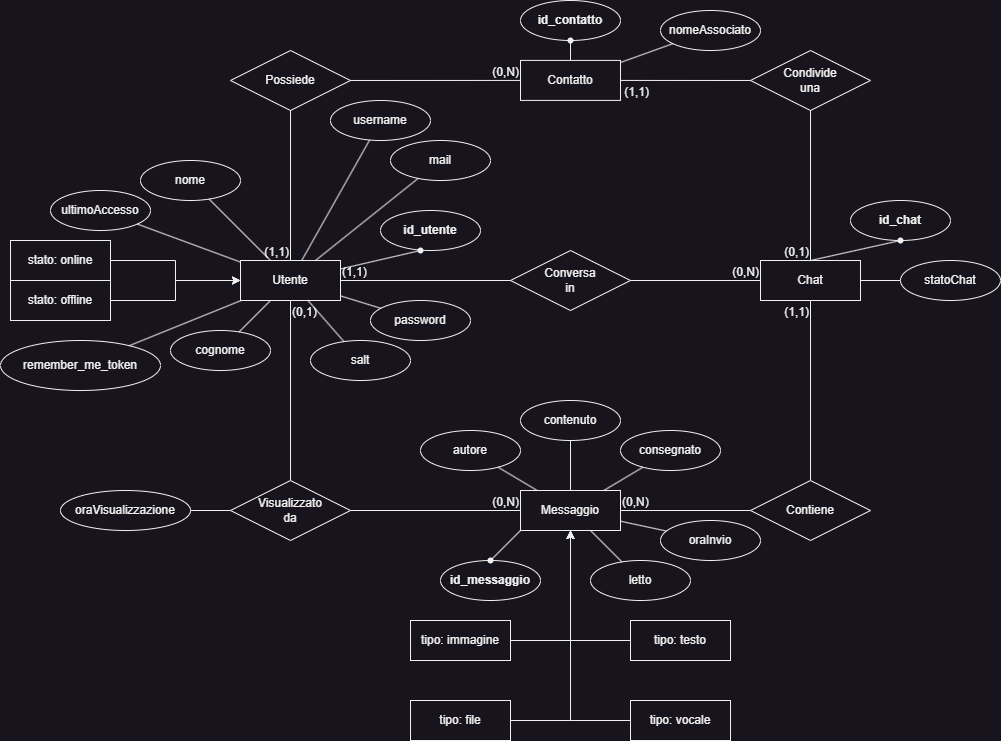 id_contatto
nomeAssociato
Possiede
(0,N)
Contatto
(1,1)
Condivide
una
username
mail
nome
ultimoAccesso
id_utente
id_chat
stato: online
stato: offline
(1,1)
Utente
(1,1)
(0,1)
Conversa
in
(0,N)
(0,1)
Chat
(1,1)
statoChat
password
salt
cognome
remember_me_token
contenuto
autore
consegnato
oraVisualizzazione
Visualizzato
da
(0,N)
Messaggio
(0,N)
Contiene
oraInvio
id_messaggio
letto
tipo: immagine
tipo: testo
tipo: file
tipo: vocale